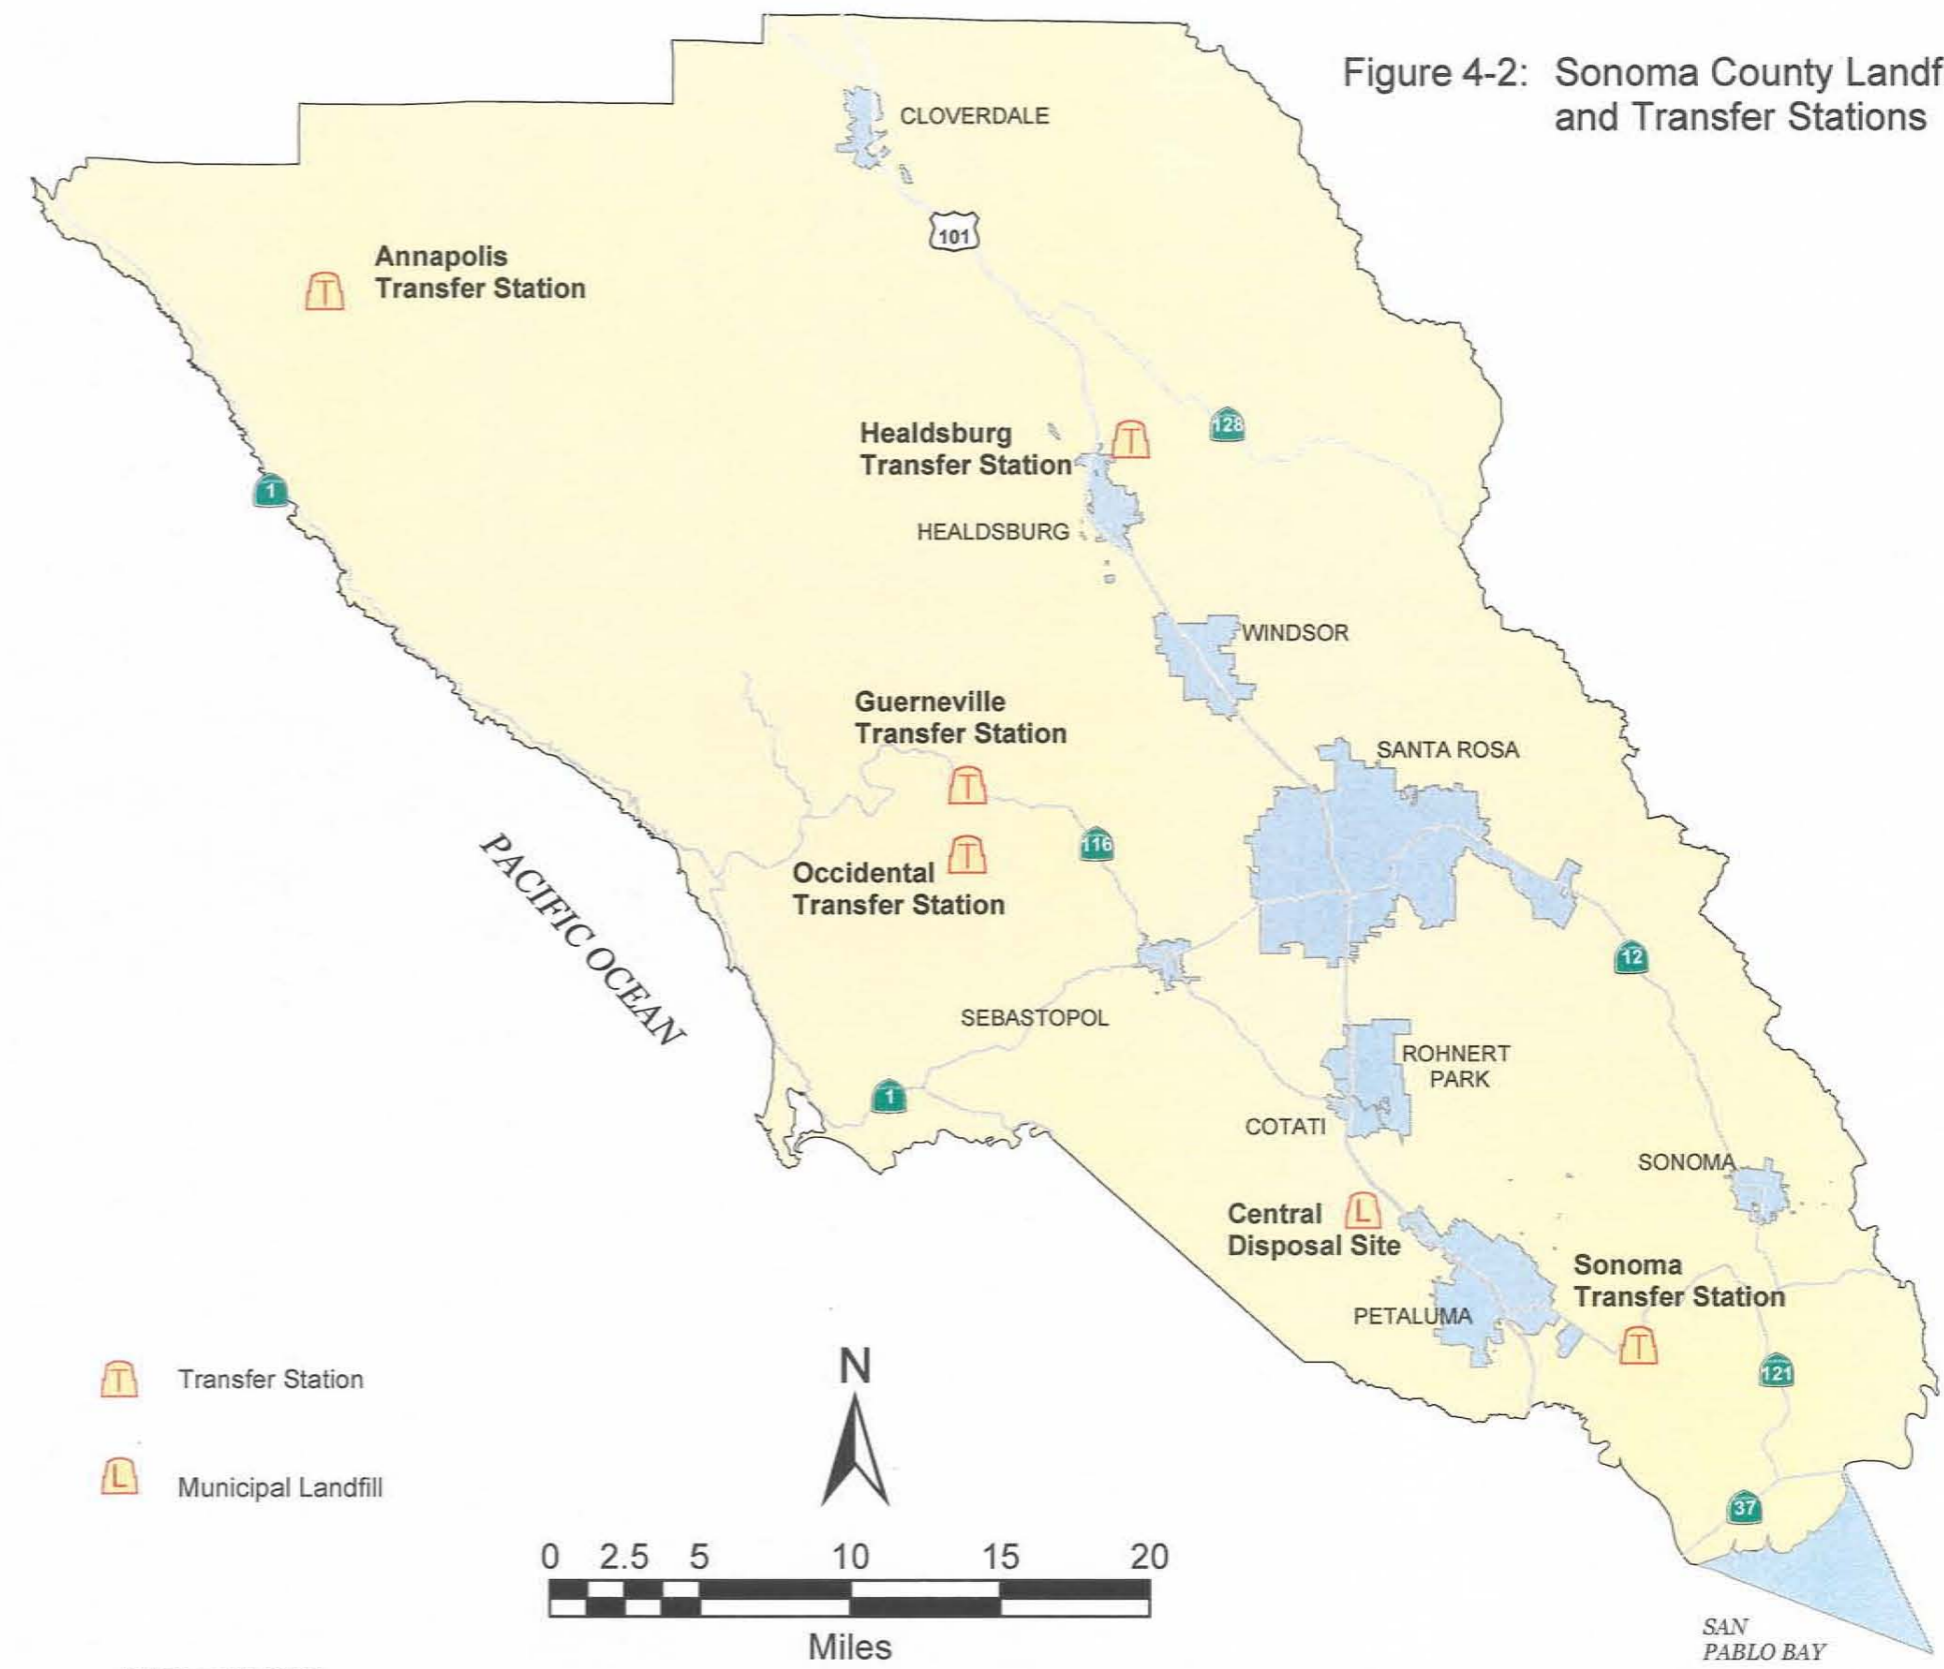 Figure 4-2: Sonoma County Landf
and Transfer Stations
CLOVERDALE
101
Annapolis
Transfer Station
T
128
Healdsburg
Transfer Station
T
1
HEALDSBURG
WINDSOR
Guerneville
Transfer Station
T
SANTA ROSA
116
Occidental
Transfer Station
T
PACIFIC OCEAN
12
SEBASTOPOL
ROHNERT
PARK
1
COTATI
SONOMA
Central
Disposal Site
L
Sonoma
Transfer Station
T
PETALUMA
121
T
Transfer Station
L
Municipal Landfill
N
37
0 2.5 5 10 15 20
Miles
SAN
PABLO BAY